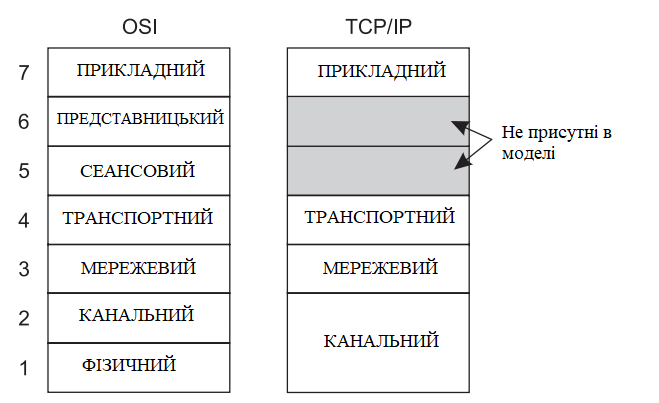 OSI TCP/IP
7 ПРИКЛАДНИЙ ПРИКЛАДНИЙ
6 ПРЕДСТАВНИЦЬКИЙ
Не присутні в
моделі
5 СЕАНСОВИЙ
4 ТРАНСПОРТНИЙ ТРАНСПОРТНИЙ
3 МЕРЕЖЕВИЙ МЕРЕЖЕВИЙ
2 КАНАЛЬНИЙ
КАНАЛЬНИЙ
1 ФІЗИЧНИЙ